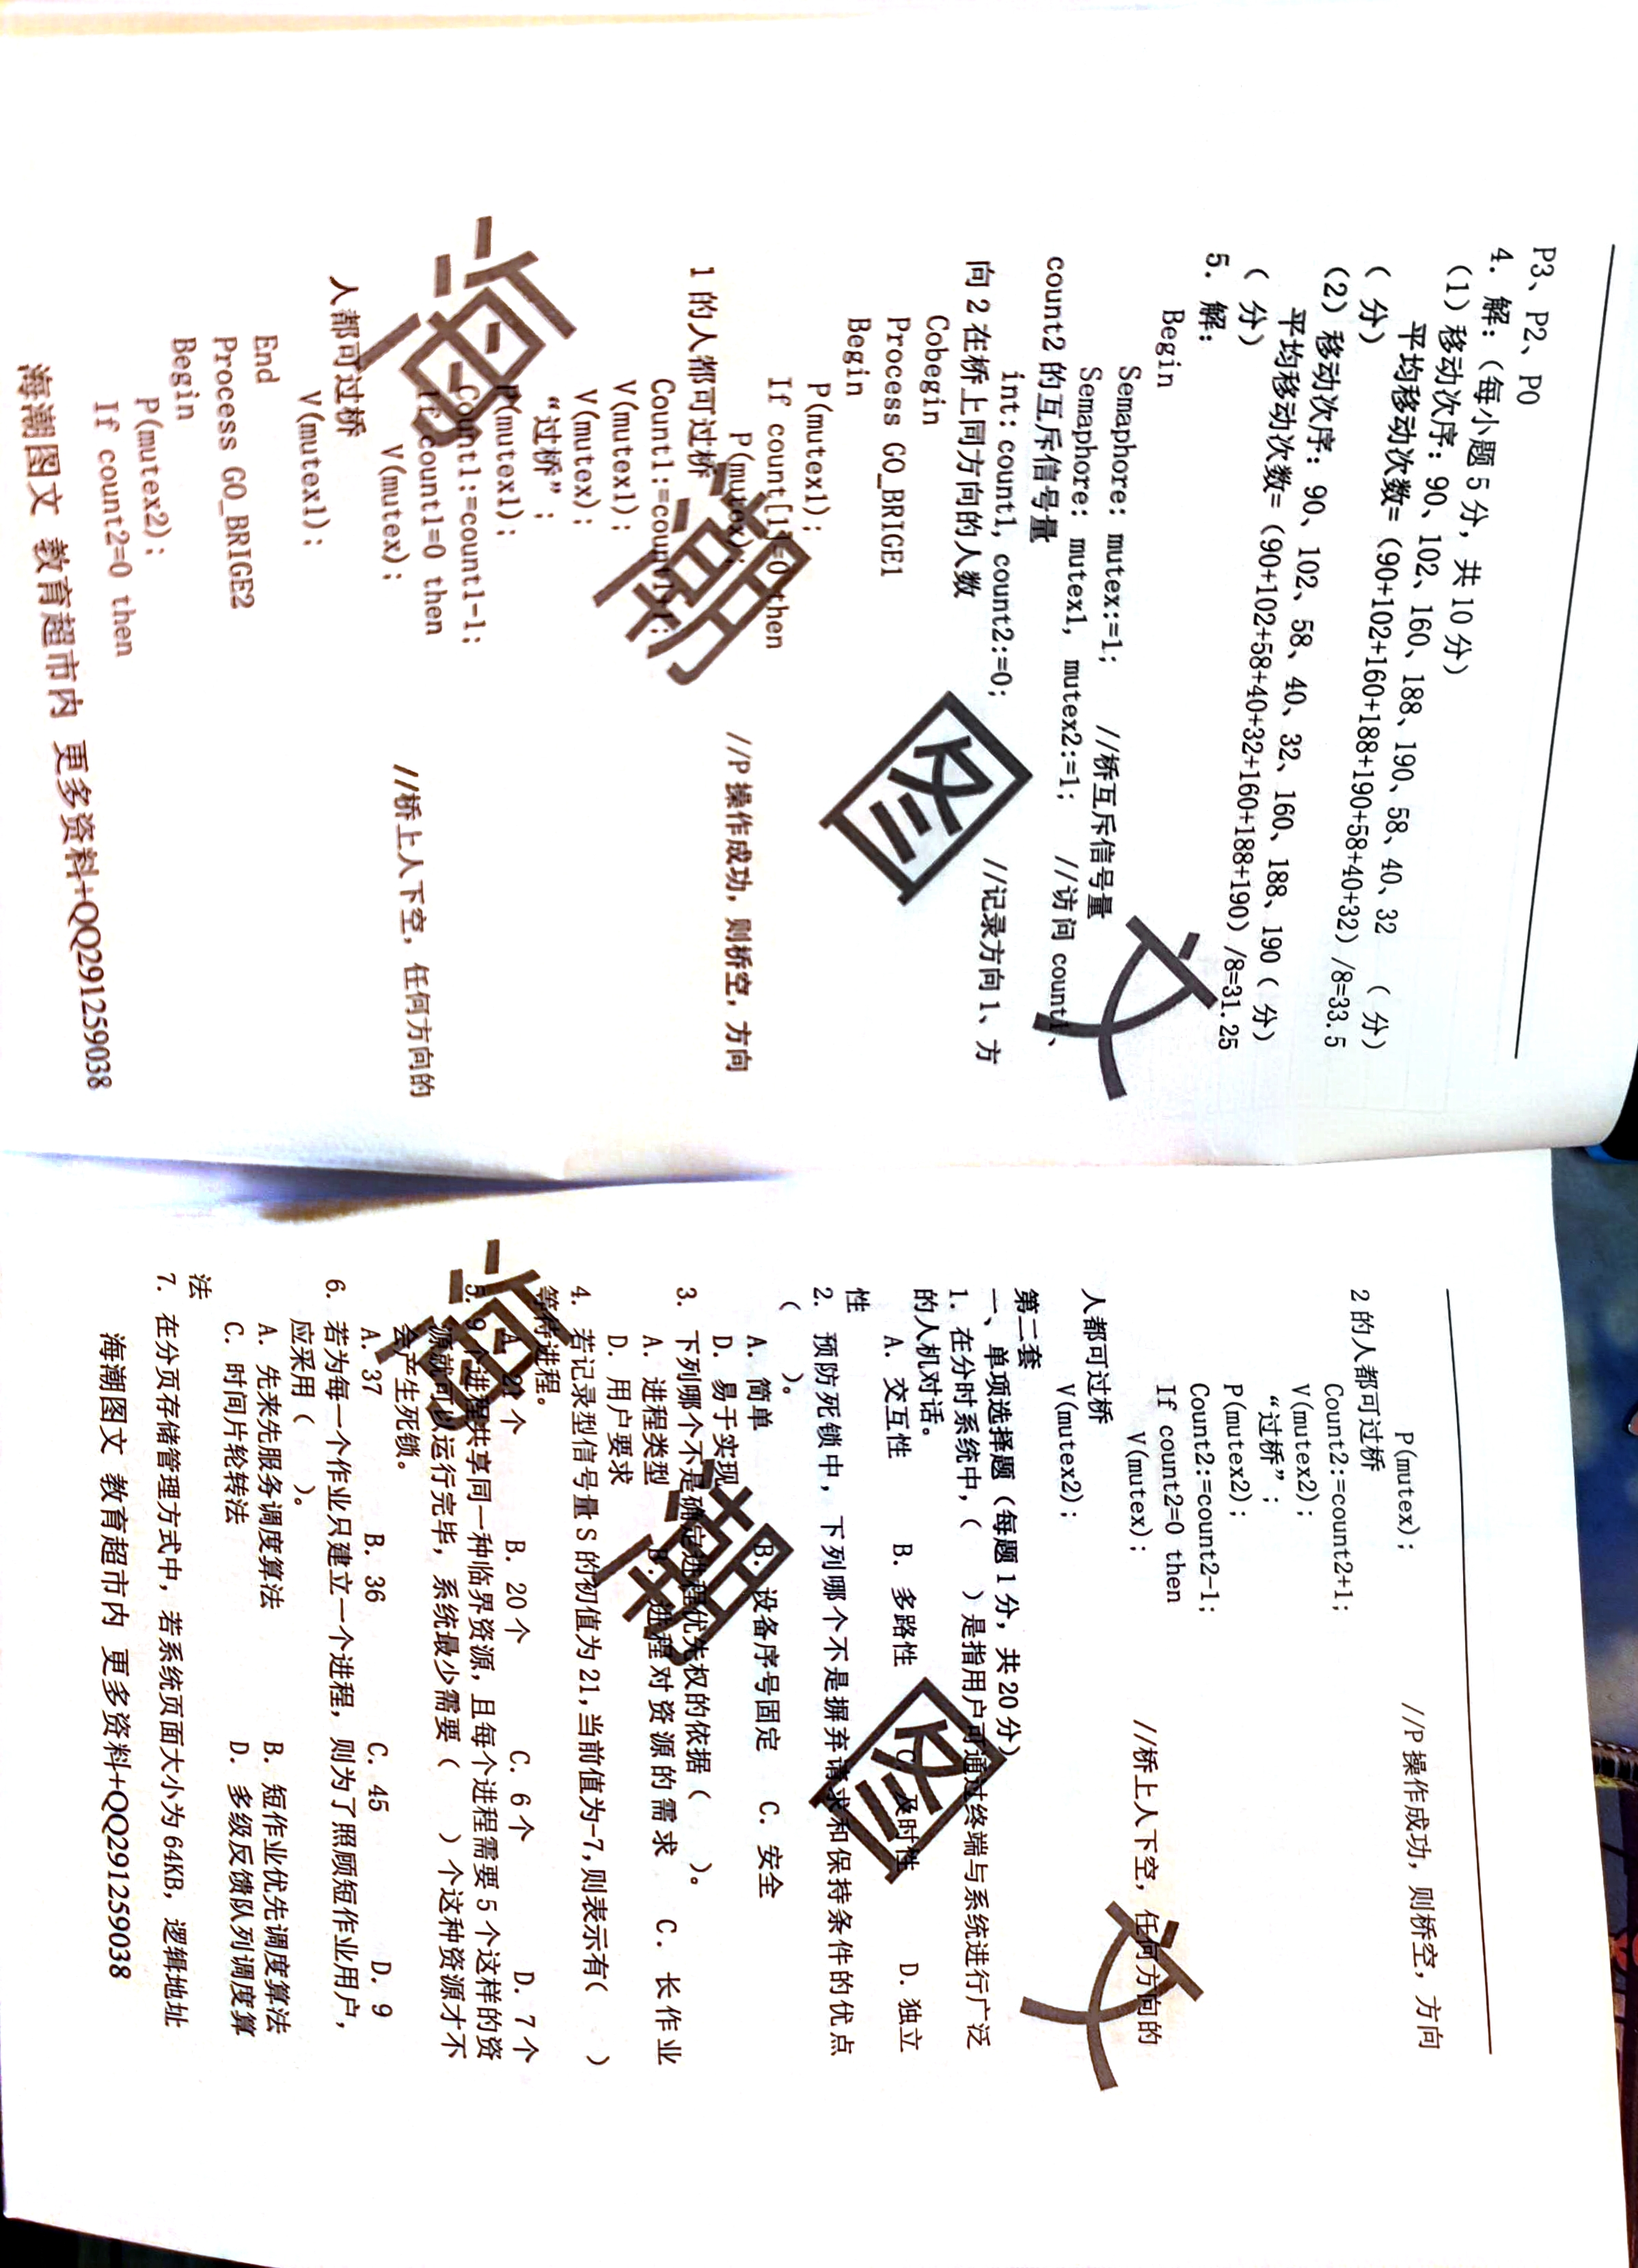 P3、P2、P0
4. 解：（每小题 5 分，共 10 分）
（1）移动次序：90、102、160、188、190、58、40、32 （ 分）
平均移动次数=（90+102+160+188+190+58+40+32）/8=33.5
（ 分）
（2）移动次序：90、102、58、40、32、160、188、190（ 分）
平均移动次数=（90+102+58+40+32+160+188+190）/8=31.25
（ 分）
5. 解：
Begin
Semaphore: mutex:=1; //桥互斥信号量
Semaphore: mutex1, mutex2:=1; //访问 count1、
count2 的互斥信号量
int: count1, count2:=0; //记录方向 1、方
向 2 在桥上同方向的人数
Cobegin
Process GO_BRIGE1
Begin
P(mutex1);
If count[1]=0 then
P(mutex); //P 操作成功，则桥空，方向
1 的人都可过桥
Count1:=count1+1;
V(mutex1);
V(mutex);
“过桥”;
P(mutex1);
Count1:=count1-1;
If count1=0 then
V(mutex); //桥上人下空，任何方向的
人都可过桥
V(mutex1);
End
Process GO_BRIGE2
Begin
P(mutex2);
If count2=0 then
海潮图文 教育超市内 更多资料+QQ291259038
P(mutex); //P 操作成功，则桥空，方向
2 的人都可过桥
Count2:=count2+1;
V(mutex2);
“过桥”;
P(mutex2);
Count2:=count2-1;
If count2=0 then
V(mutex); //桥上人下空，任何方向的
人都可过桥
V(mutex2);
第二套
一、单项选择题（每题 1 分，共 20 分）
1. 在分时系统中，（ ）是指用户可通过终端与系统进行广泛
的人机对话。
A. 交互性 B. 多路性 C. 及时性 D. 独立
性
2. 预防死锁中，下列哪个不是摒弃请求和保持条件的优点
（ ）。
A. 简单 B. 设备序号固定 C. 安全
D. 易于实现
3. 下列哪个不是确定进程优先权的依据（ ）。
A. 进程类型 B. 进程对资源的需求 C. 长作业
D. 用户要求
4. 若记录型信号量 S 的初值为 21，当前值为-7，则表示有（ ）
等待进程。
A. 21 个 B. 20 个 C. 6 个 D. 7 个
5. 9 个进程共享同一种临界资源，且每个进程需要 5 个这样的资
源就可以运行完毕，系统最少需要（ ）个这种资源才不
会产生死锁。
A. 37 B. 36 C. 45 D. 9
6. 若为每一个作业只建立一个进程，则为了照顾短作业用户，
应采用（ ）。
A. 先来先服务调度算法 B. 短作业优先调度算法
C. 时间片轮转法 D. 多级反馈队列调度算
法
7. 在分页存储管理方式中，若系统页面大小为 64KB，逻辑地址
海潮图文 教育超市内 更多资料+QQ291259038
海潮图文
海潮图文